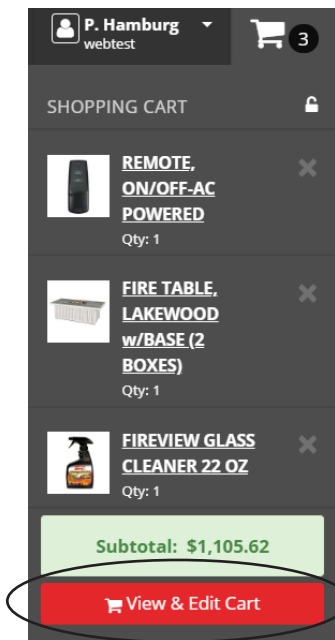 P. Hamburg
webtest
3
SHOPPING CART
REMOTE,
ON/OFF-AC
POWERED
Qty: 1
FIRE TABLE,
LAKEWOOD
w/BASE (2
BOXES)
Qty: 1
FIREVIEW GLASS
CLEANER 22 OZ
Qty: 1
Subtotal: $1,105.62
View & Edit Cart